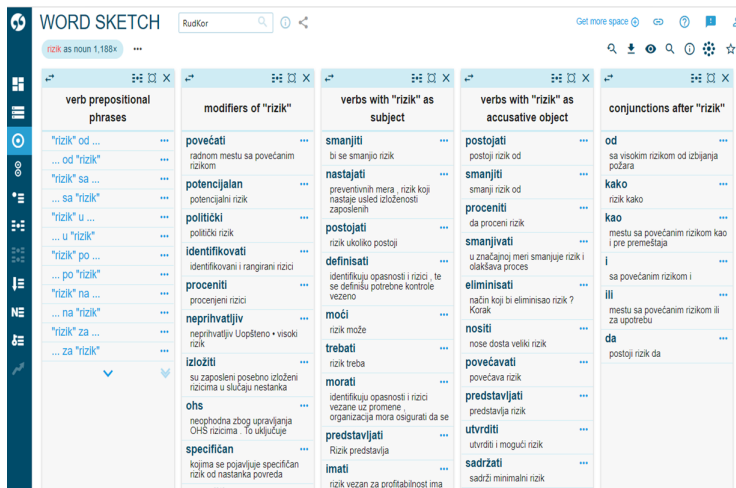 WORD SKETCH
RudKor
Get more space
rizik as noun 1,188×
verb prepositional
phrases
"rizik" od ...
... od "rizik"
"rizik" sa ...
... sa "rizik"
"rizik" u ...
... u "rizik"
"rizik" po ...
... po "rizik"
"rizik" na ...
... na "rizik"
"rizik" za ...
... za "rizik"
modifiers of "rizik"
povećati
radnom mestu sa povećanim
rizikom
potencijalan
potencijalni rizik
politički
politički rizik
identifikovati
identifikovani i rangirani rizici
proceniti
procenjeni rizici
neprihvatljiv
neprihvatljiv Uopšteno • visoki
rizik
izložiti
su zaposleni posebno izloženi
rizicima u slučaju nestanka
ohs
neophodna zbog upravljanja
OHS rizicima . To uključuje
specifičan
kojima se pojavljuje specifičan
rizik od nastanka povreda
verbs with "rizik" as
subject
smanjiti
bi se smanjio rizik
nastajati
preventivnih mera , rizik koji
nastaje usled izloženosti
zaposlenih
postojati
rizik ukoliko postoji
definisati
identifikuju opasnosti i rizici , te
se definišu potrebne kontrole
vezeno
moći
rizik može
trebati
rizik treba
morati
identifikuju opasnosti i rizici
vezane uz promene ,
organizacija mora osigurati da se
predstavljati
Rizik predstavlja
imati
rizik vezan za profitabilnost ima
verbs with "rizik" as
accusative object
postojati
postoji rizik od
smanjiti
smanji rizik od
proceniti
da proceni rizik
smanjivati
u značajnoj meri smanjuje rizik i
olakšava proces
eliminisati
način koji bi eliminisao rizik ?
Korak
nositi
nose dosta veliki rizik
povećavati
povećava rizik
predstavljati
predstavlja rizik
utvrditi
utvrditi i mogući rizik
sadržati
sadrži minimalni rizik
conjunctions after "rizik"
od
sa visokim rizikom od izbijanja
požara
kako
rizik kako
kao
mestu sa povećanim rizikom kao
i pre premeštaja
i
sa povećanim rizikom i
ili
mestu sa povećanim rizikom ili
za upotrebu
da
postoji rizik da